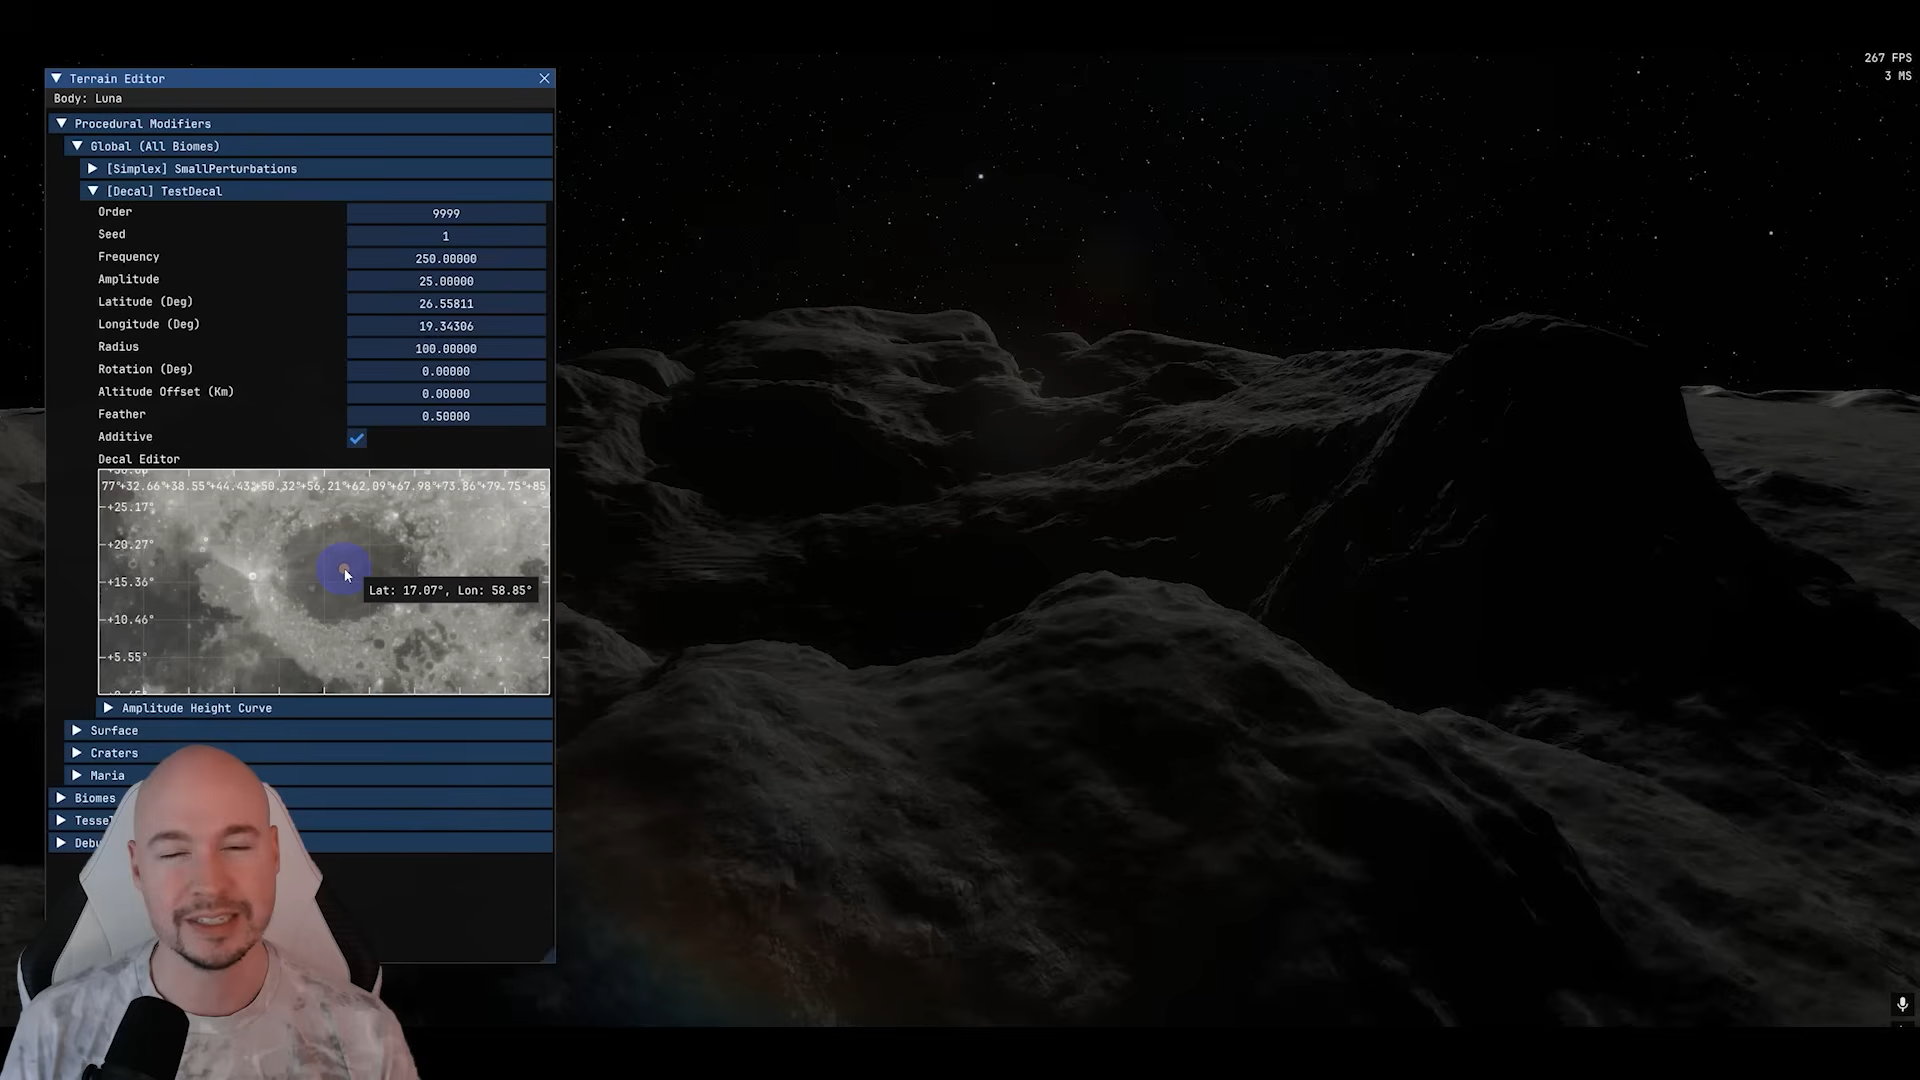 267 FPS
3 MS
Terrain Editor
Body: Luna
Procedural Modifiers
Global (All Biomes)
[Simplex] SmallPerturbations
[Decal] TestDecal
Order 9999
Seed 1
Frequency 250.00000
Amplitude 25.00000
Latitude (Deg) 26.55811
Longitude (Deg) 19.34306
Radius 100.00000
Rotation (Deg) 0.00000
Altitude Offset (Km) 0.00000
Feather 0.50000
Additive
Decal Editor
77°+32.66°+38.55°+44.43°+50.32°+56.21°+62.09°+67.98°+73.86°+79.75°+85
+25.17°
+20.27°
+15.36°
Lat: 17.07°, Lon: 58.85°
+10.46°
+5.55°
Amplitude Height Curve
Surface
Craters
Maria
Biomes
Tessel
Debu